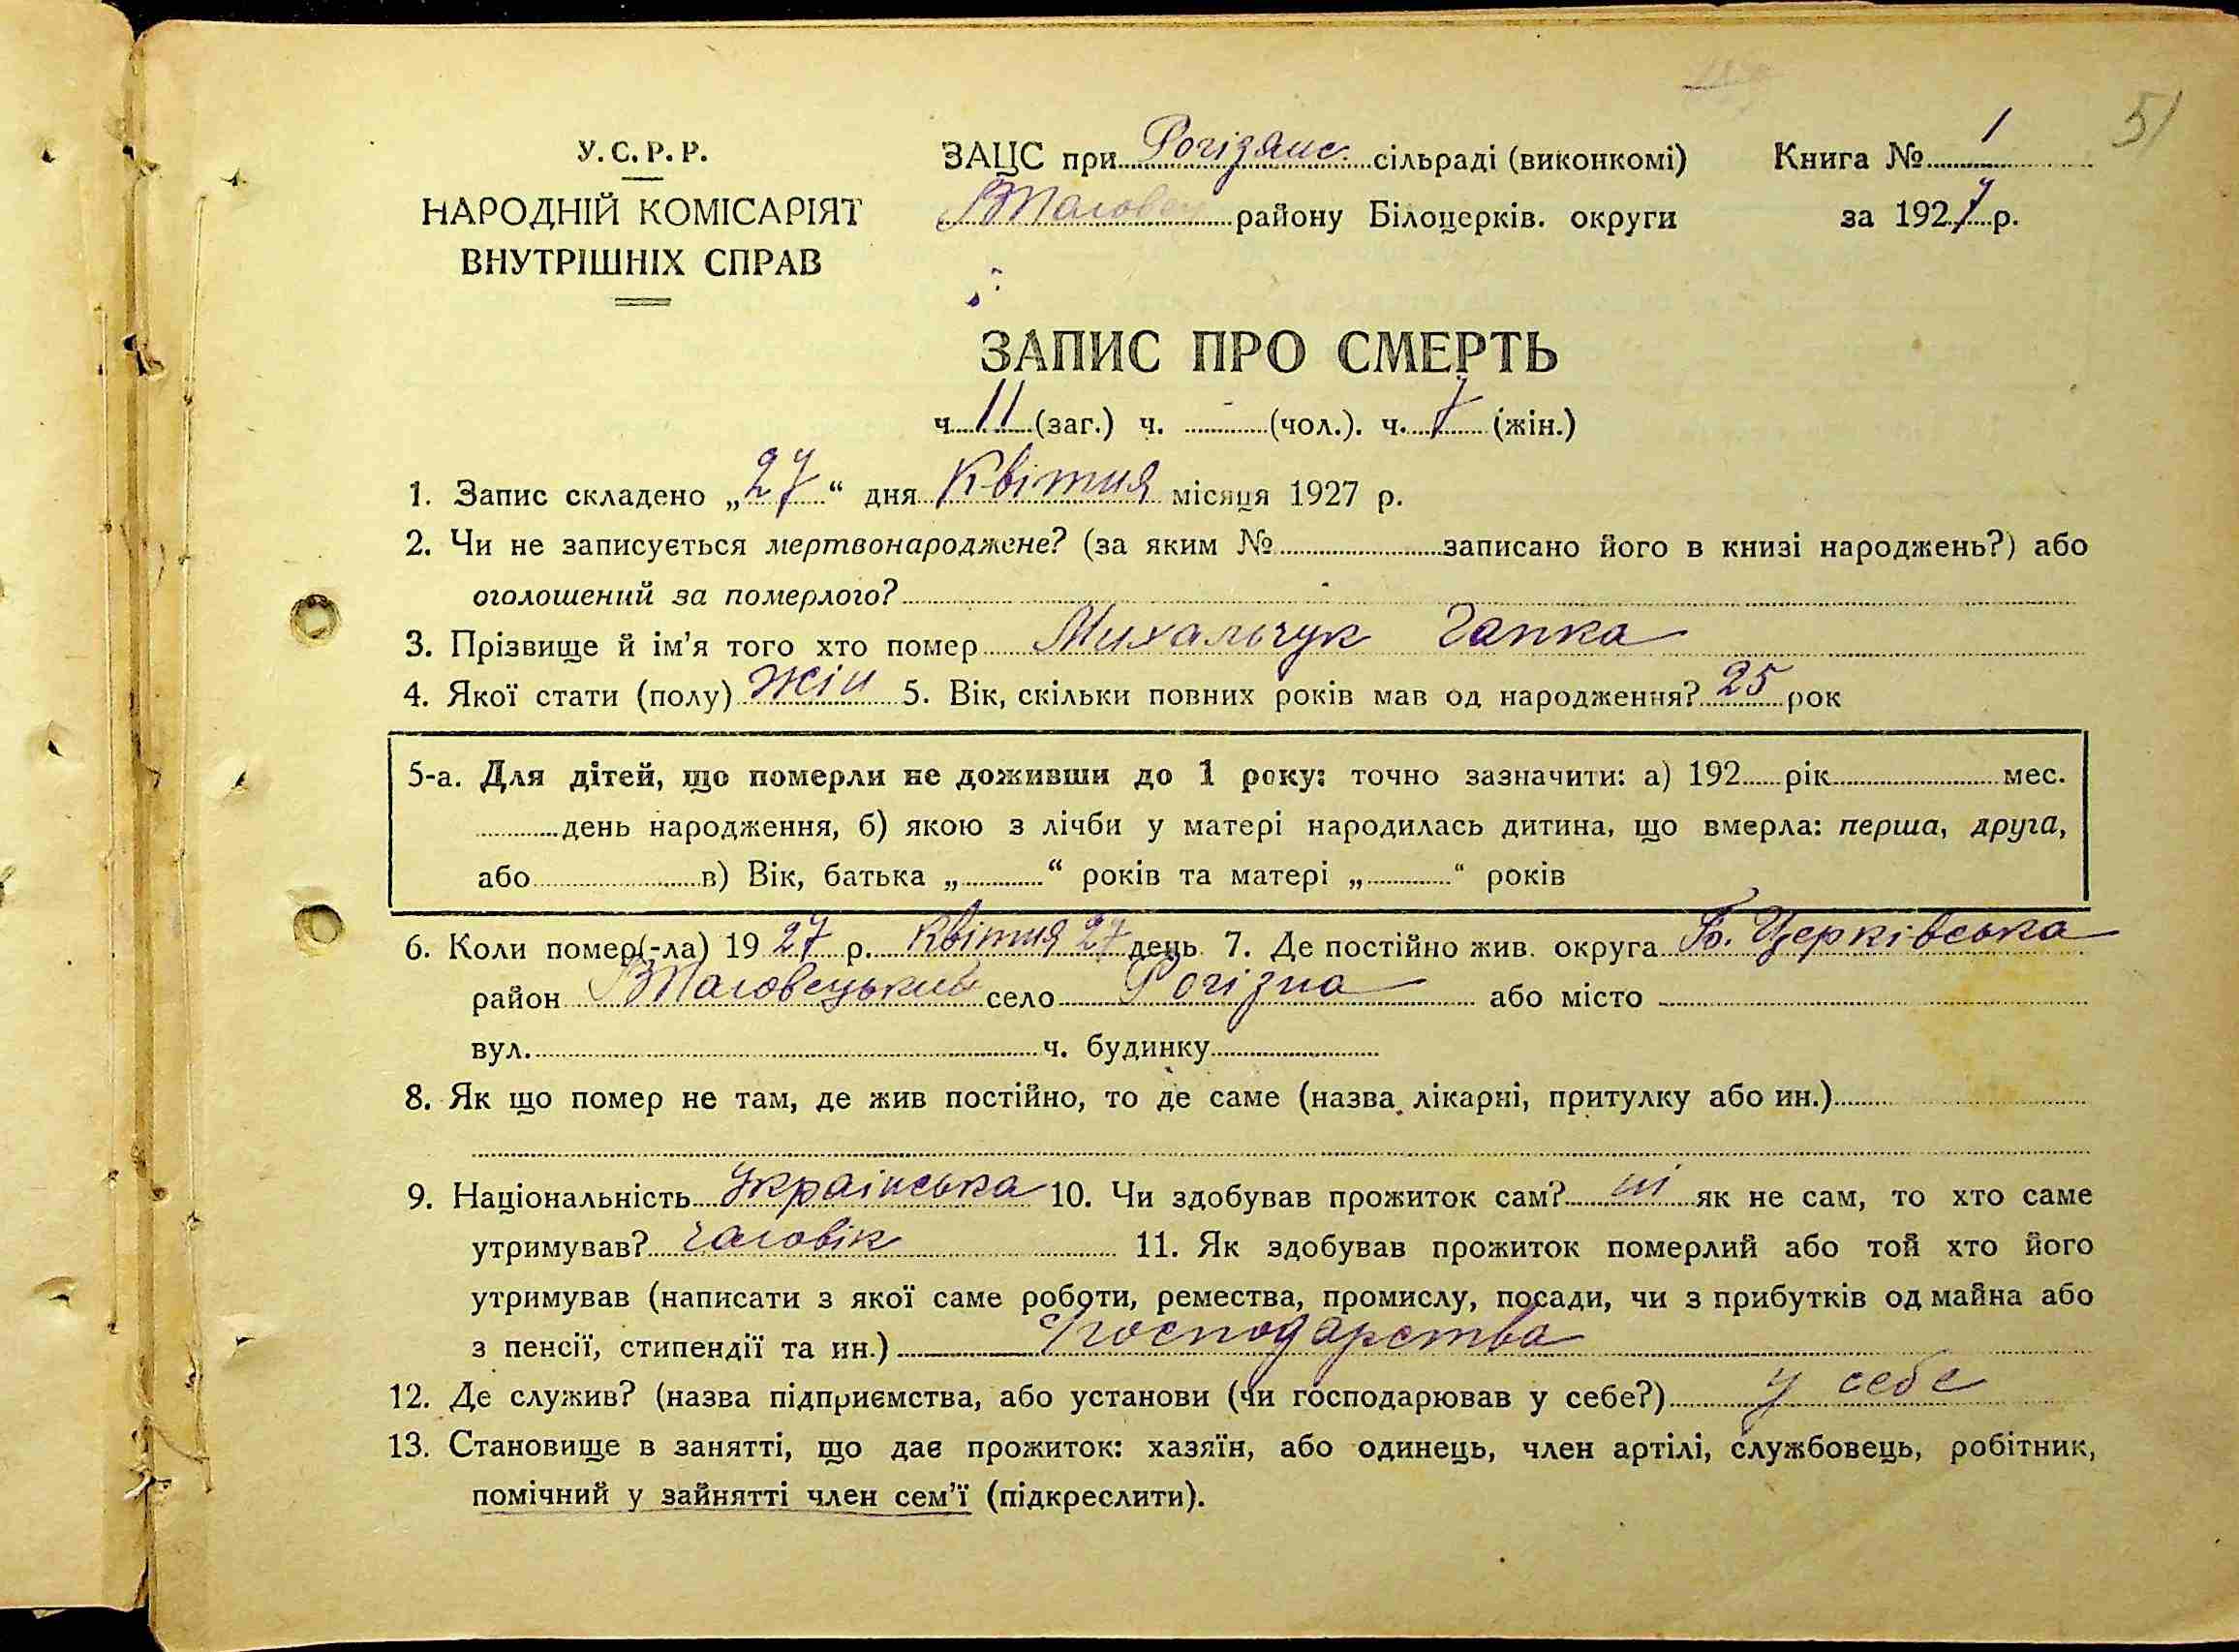 51
У.С.Р.Р.
НАРОДНІЙ КОМІСАРІЯТ
ВНУТРІШНІХ СПРАВ
ЗАЦС при Рогізянс. сільраді (виконкомі) Книга № 1
району Білоцерків. округи за 1927 р.
ЗАПИС ПРО СМЕРТЬ
ч. 11 (заг.) ч. - (чол.). ч. 7 (жін.)
1. Запис складено „27“ дня Квітня місяця 1927 р.
2. Чи не записується мертвонароджене? (за яким № записано його в книзі народжень?) або
оголошений за померлого? -
3. Прізвище й ім’я того хто помер Михальчук Гапка
4. Якої стати (полу) жін 5. Вік, скільки повних років мав од народження? 25 рок
5-а. Для дітей, що померли не доживши до 1 року: точно зазначити: а) 192 рік мес.
день народження, б) якою з лічби у матері народилась дитина, що вмерла: перша, друга,
або в) Вік, батька „ “ років та матері „ “ років
6. Коли помер(-ла) 1927 р. Квітня 27 день 7. Де постійно жив. округа Б. Церківська
район село Рогізна або місто
вул. ч. будинку
8. Як що помер не там, де жив постійно, то де саме (назва лікарні, притулку або ин.)
9. Національність Українська 10. Чи здобував прожиток сам? ні як не сам, то хто саме
утримував? чаловік 11. Як здобував прожиток померлий або той хто його
утримував (написати з якої саме роботи, ремества, промислу, посади, чи з прибутків од майна або
з пенсії, стипендії та ин.) господарства
12. Де служив? (назва підприємства, або установи (чи господарював у себе?) у себе
13. Становище в занятті, що дає прожиток: хазяїн, або одинець, член артілі, службовець, робітник,
помічний у зайнятті член сем’ї (підкреслити).